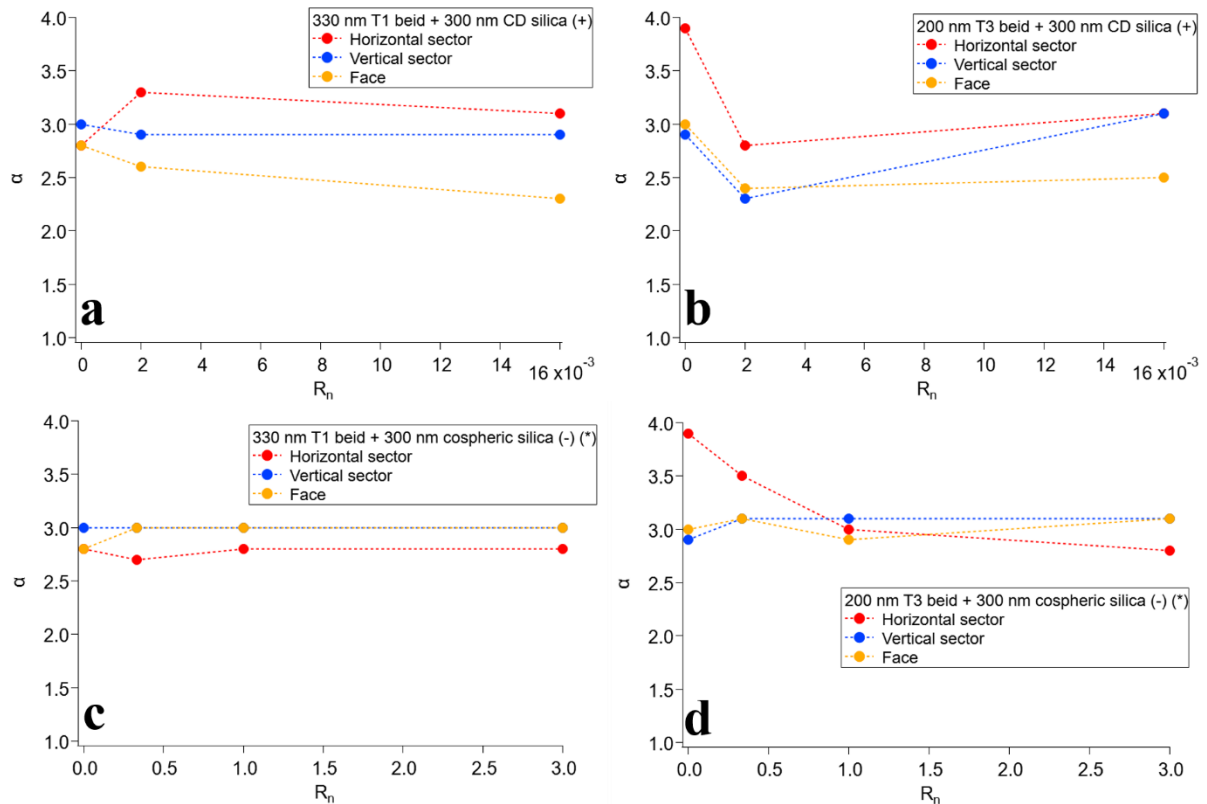 330 nm T1 beid + 300 nm CD silica (+)
Horizontal sector
Vertical sector
Face
4.0
3.5
3.0
2.5
2.0
1.5
1.0
α
a
0 2 4 6 8 10 12 14 16 x10⁻³
Rₙ
200 nm T3 beid + 300 nm CD silica (+)
Horizontal sector
Vertical sector
Face
4.0
3.5
3.0
2.5
2.0
1.5
1.0
α
b
0 2 4 6 8 10 12 14 16 x10⁻³
Rₙ
330 nm T1 beid + 300 nm cospheric silica (-) (*)
Horizontal sector
Vertical sector
Face
4.0
3.5
3.0
2.5
2.0
1.5
1.0
α
c
0.0 0.5 1.0 1.5 2.0 2.5 3.0
Rₙ
200 nm T3 beid + 300 nm cospheric silica (-) (*)
Horizontal sector
Vertical sector
Face
4.0
3.5
3.0
2.5
2.0
1.5
1.0
α
d
0.0 0.5 1.0 1.5 2.0 2.5 3.0
Rₙ